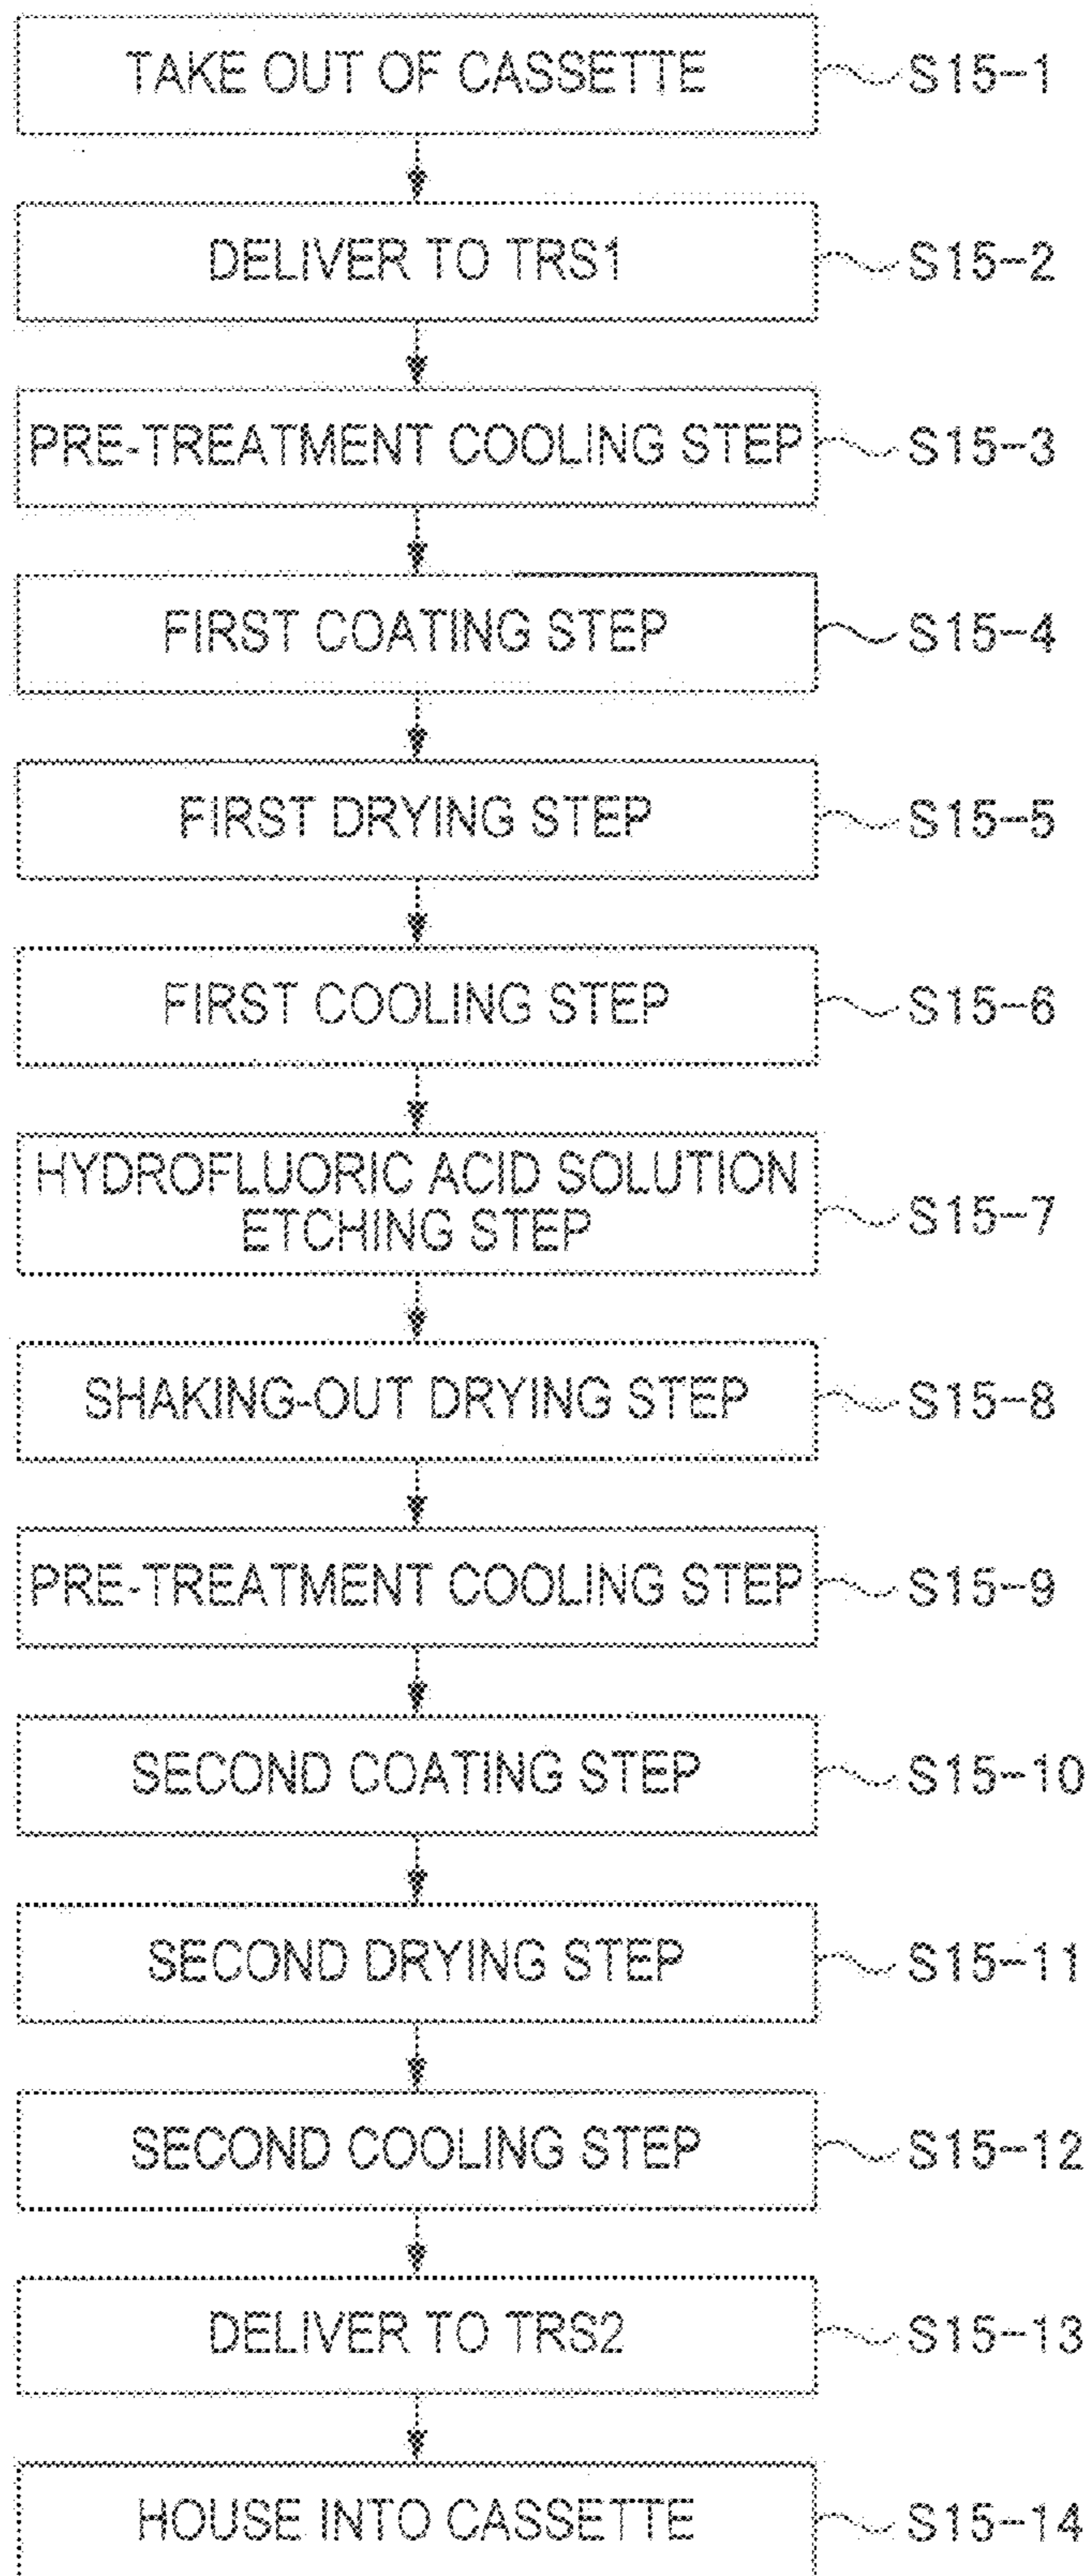 TAKE OUT OF CASSETTE S15-1
DELIVER TO TRS1 S15-2
PRE-TREATMENT COOLING STEP S15-3
FIRST COATING STEP S15-4
FIRST DRYING STEP S15-5
FIRST COOLING STEP S15-6
HYDROFLUORIC ACID SOLUTION
ETCHING STEP S15-7
SHAKING-OUT DRYING STEP S15-8
PRE-TREATMENT COOLING STEP S15-9
SECOND COATING STEP S15-10
SECOND DRYING STEP S15-11
SECOND COOLING STEP S15-12
DELIVER TO TRS2 S15-13
HOUSE INTO CASSETTE S15-14